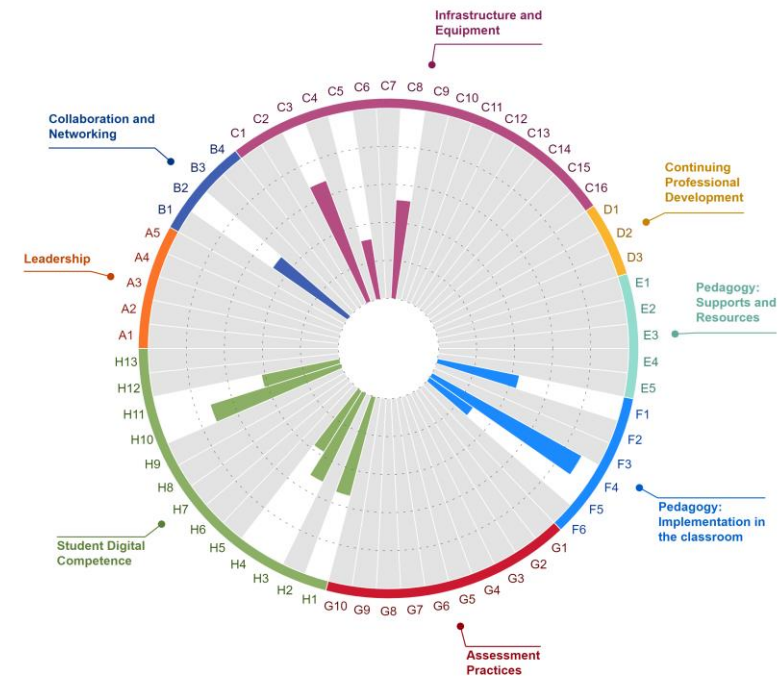 Infrastructure and
Equipment
Collaboration and
Networking
Continuing
Professional
Development
Leadership
Pedagogy:
Supports and
Resources
Student Digital
Competence
Pedagogy:
Implementation in
the classroom
Assessment
Practices
A1
A2
A3
A4
A5
B1
B2
B3
B4
C1
C2
C3
C4
C5
C6
C7
C8
C9
C10
C11
C12
C13
C14
C15
C16
D1
D2
D3
E1
E2
E3
E4
E5
F1
F2
F3
F4
F5
F6
G1
G2
G3
G4
G5
G6
G7
G8
G9
G10
H1
H2
H3
H4
H5
H6
H7
H8
H9
H10
H11
H12
H13